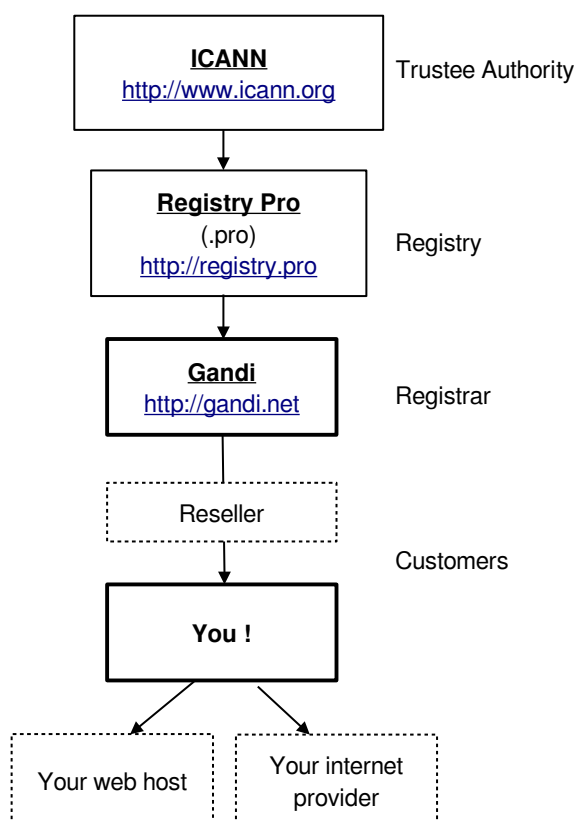 ICANN
http://www.icann.org
Trustee Authority
Registry Pro
(.pro)
http://registry.pro
Registry
Gandi
http://gandi.net
Registrar
Reseller
Customers
You !
Your web host
Your internet
provider